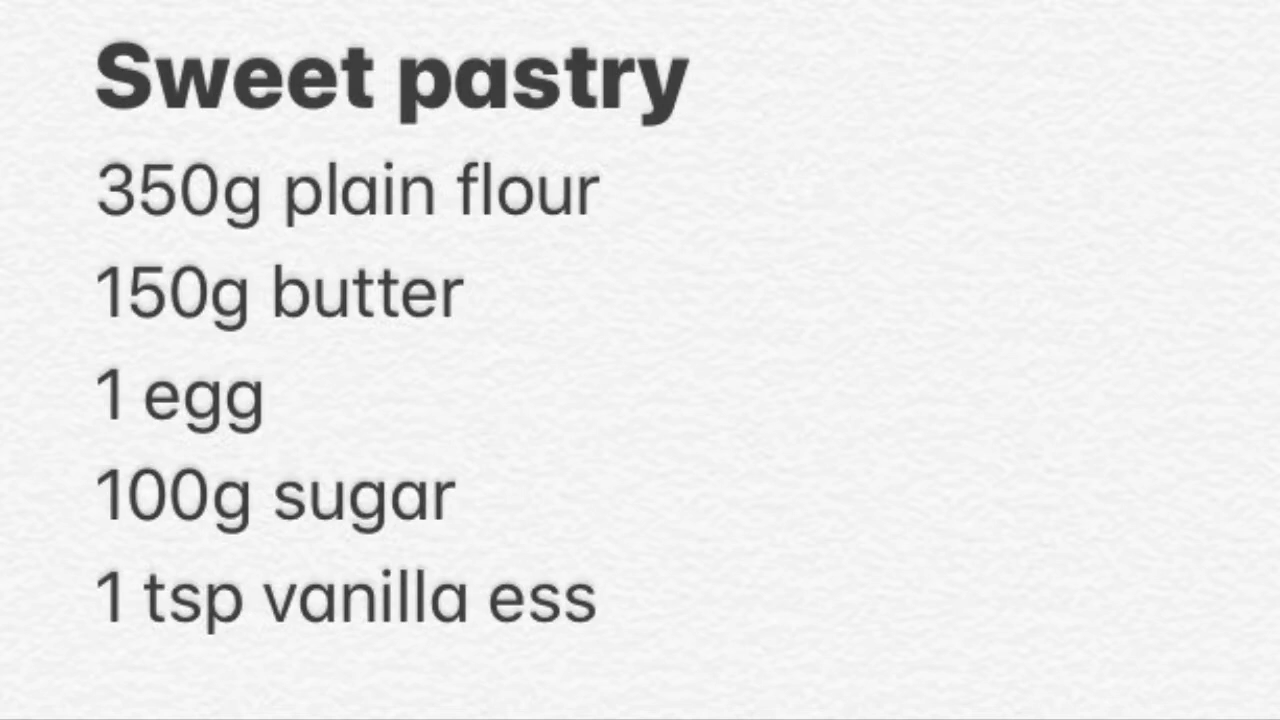 Sweet pastry
350g plain flour
150g butter
1 egg
100g sugar
1 tsp vanilla ess